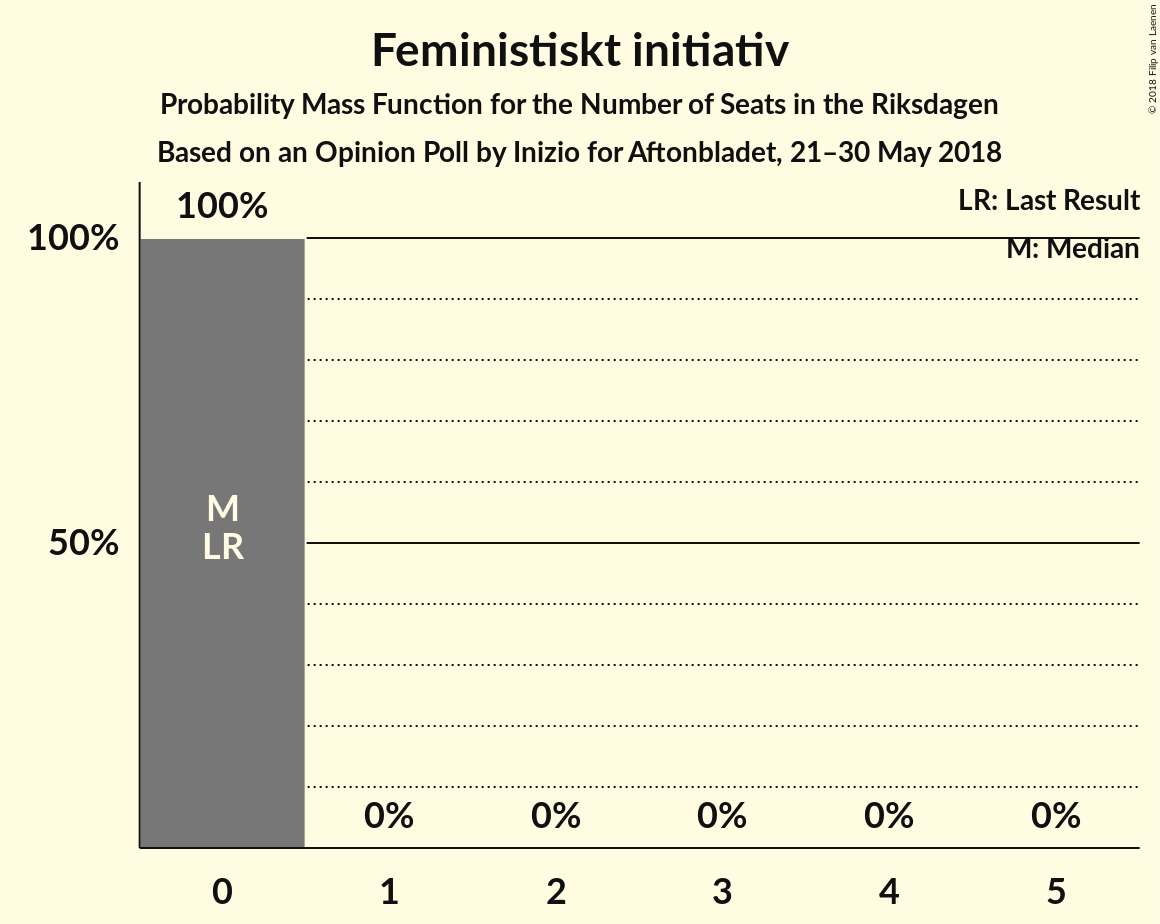 Feministiskt initiativ
Probability Mass Function for the Number of Seats in the Riksdagen
Based on an Opinion Poll by Inizio for Aftonbladet, 21–30 May 2018
© 2018 Filip van Laenen
LR: Last Result
M: Median
100%
100%
50%
M
LR
0% 0% 0% 0% 0%
0 1 2 3 4 5